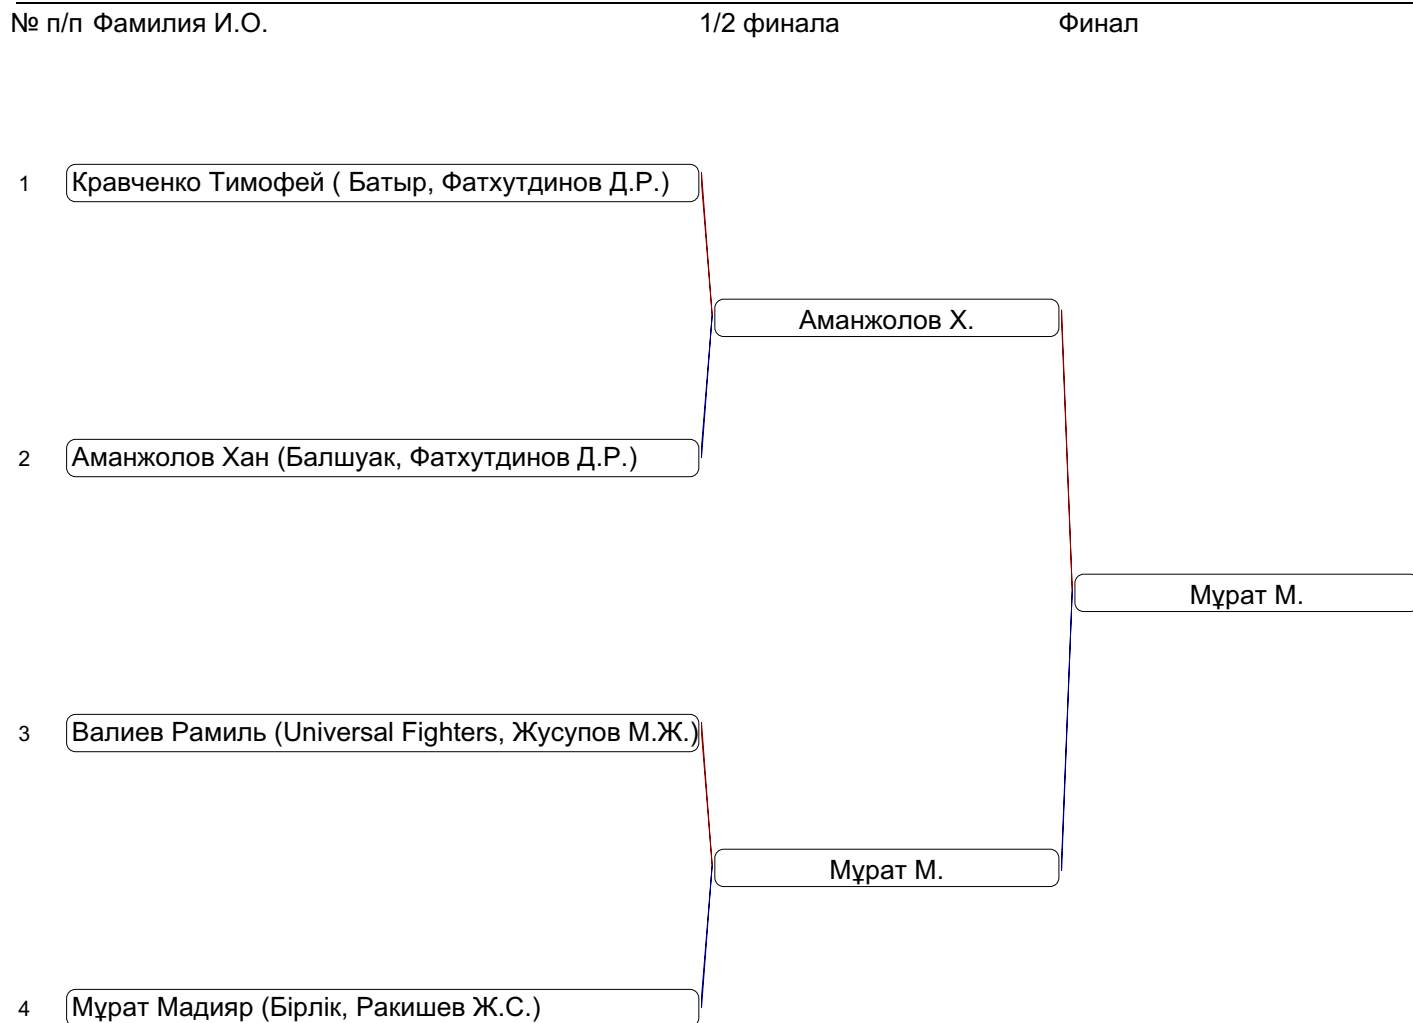 № п/п Фамилия И.О. 1/2 финала Финал
1 Кравченко Тимофей ( Батыр, Фатхутдинов Д.Р.)
Аманжолов Х.
2 Аманжолов Хан (Балшуак, Фатхутдинов Д.Р.)
Мұрат М.
3 Валиев Рамиль (Universal Fighters, Жусупов М.Ж.)
Мұрат М.
4 Мұрат Мадияр (Бірлік, Ракишев Ж.С.)